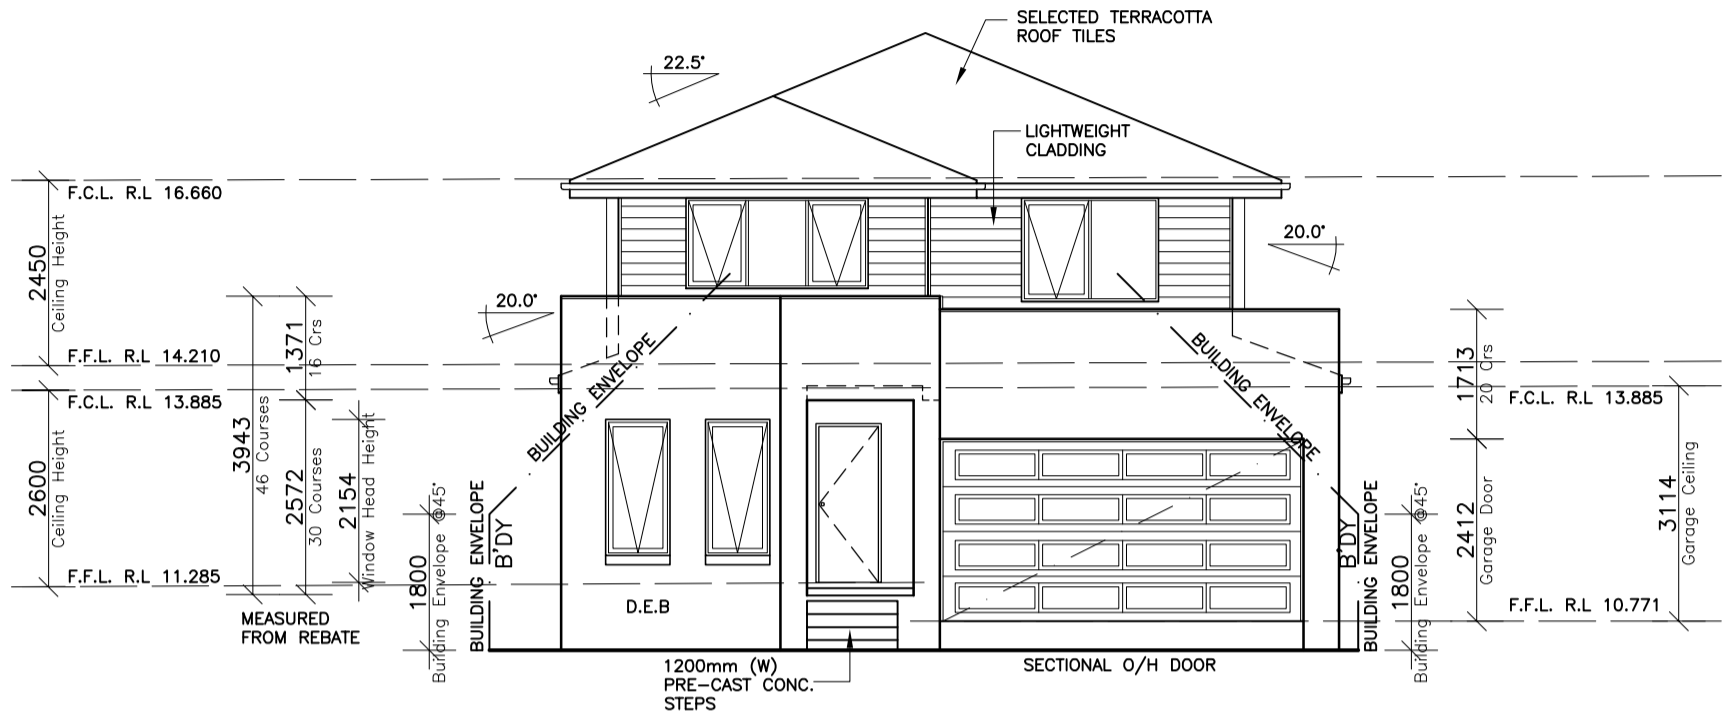 SELECTED TERRACOTTA
ROOF TILES
22.5°
LIGHTWEIGHT
CLADDING
F.C.L. R.L 16.660
2450
Ceiling Height
20.0°
20.0°
F.F.L. R.L 14.210
F.C.L. R.L 13.885
2600
Ceiling Height
F.F.L. R.L 11.285
3943
46 Courses
1371
16 Crs
2572
30 Courses
2154
Window Head Height
MEASURED
FROM REBATE
1800
Building Envelope @45°
BUILDING ENVELOPE
B'DY
BUILDING ENVELOPE
D.E.B
1200mm (W)
PRE-CAST CONC.
STEPS
SECTIONAL O/H DOOR
BUILDING ENVELOPE
B'DY
BUILDING ENVELOPE
1800
Building Envelope @45°
1713
20 Crs
2412
Garage Door
F.C.L. R.L 13.885
3114
Garage Ceiling
F.F.L. R.L 10.771